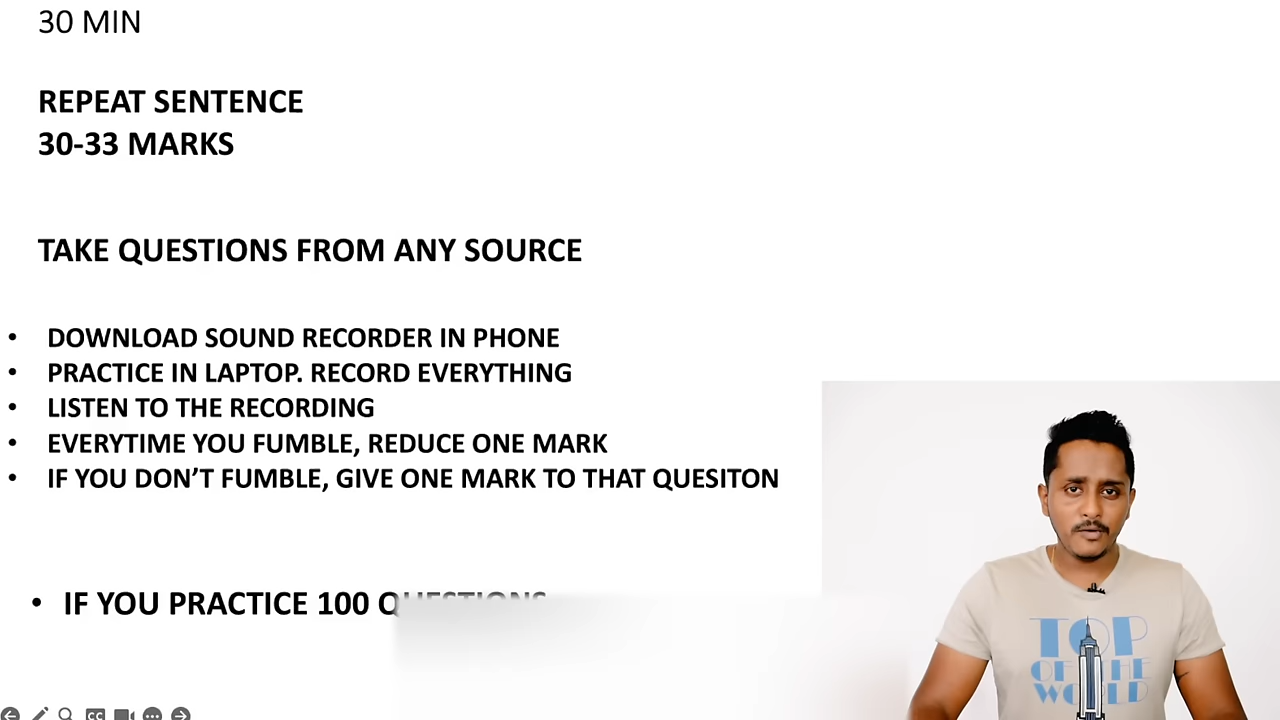 30 MIN
REPEAT SENTENCE
30-33 MARKS
TAKE QUESTIONS FROM ANY SOURCE
• DOWNLOAD SOUND RECORDER IN PHONE
• PRACTICE IN LAPTOP. RECORD EVERYTHING
• LISTEN TO THE RECORDING
• EVERYTIME YOU FUMBLE, REDUCE ONE MARK
• IF YOU DON’T FUMBLE, GIVE ONE MARK TO THAT QUESITON
• IF YOU PRACTICE 100 QUESTIONS
CC
TOP
OF THE
WORLD